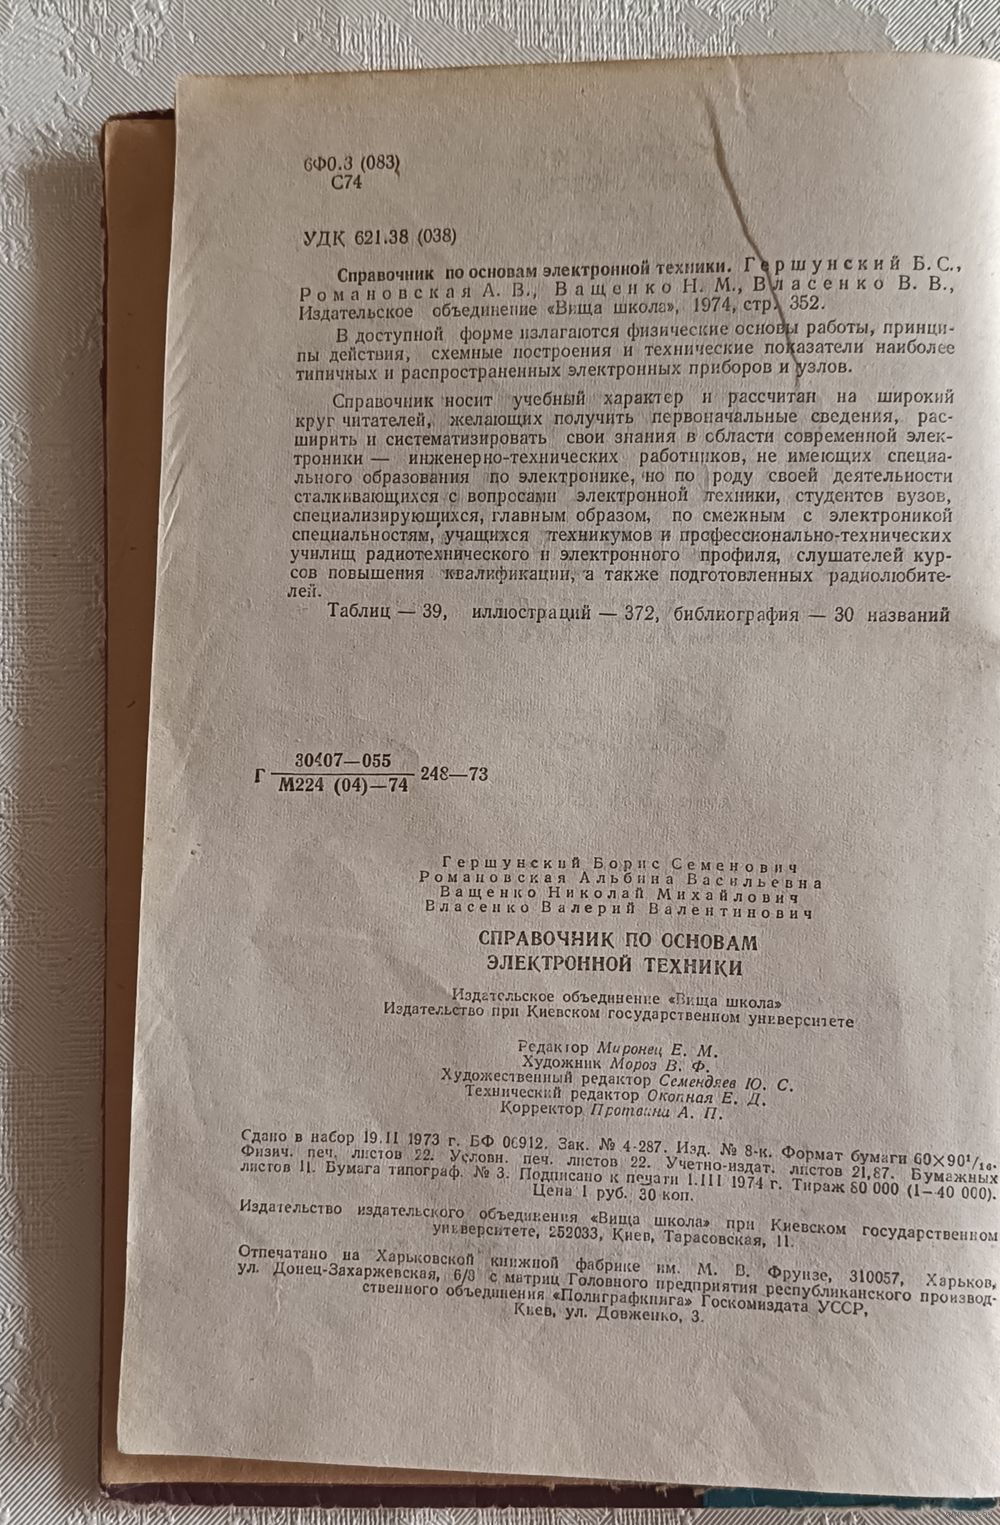 6Ф0.3 (083)
С74
УДК 621.38 (038)
Справочник по основам электронной техники. Гершунский Б. С.,
Романовская А. В., Ващенко Н. М., Власенко В. В.,
Издательское объединение «Вища школа», 1974, стр. 352.
В доступной форме излагаются физические основы работы, принци-
пы действия, схемные построения и технические показатели наиболее
типичных и распространенных электронных приборов и узлов.
Справочник носит учебный характер и рассчитан на широкий
круг читателей, желающих получить первоначальные сведения, рас-
ширить и систематизировать свои знания в области современной элек-
троники — инженерно-технических работников, не имеющих специа-
льного образования по электронике, но по роду своей деятельности
сталкивающихся с вопросами электронной техники, студентов вузов,
специализирующихся, главным образом, по смежным с электроникой
специальностям, учащихся техникумов и профессионально-технических
училищ радиотехнического и электронного профиля, слушателей кур-
сов повышения квалификации, а также подготовленных радиолюбите-
лей.
Таблиц — 39, иллюстраций — 372, библиография — 30 названий
Г 30407—055
М224 (04)—74 248—73
Гершунский Борис Семенович
Романовская Альбина Васильевна
Ващенко Николай Михайлович
Власенко Валерий Валентинович
СПРАВОЧНИК ПО ОСНОВАМ
ЭЛЕКТРОННОЙ ТЕХНИКИ
Издательское объединение «Вища школа»
Издательство при Киевском государственном университете
Редактор Миронец Е. М.
Художник Мороз В. Ф.
Художественный редактор Семендяев Ю. С.
Технический редактор Окопная Е. Д.
Корректор Протвина А. П.
Сдано в набор 19.II 1973 г. БФ 06912. Зак. № 4-287. Изд. № 8-к. Формат бумаги 60×90¹/₁₆.
Физич. печ. листов 22. Условн. печ. листов 22. Учетно-издат. листов 21,87. Бумажных
листов 11. Бумага типограф. № 3. Подписано к печати 1.III 1974 г. Тираж 80 000 (1—40 000).
Цена 1 руб. 30 коп.
Издательство издательского объединения «Вища школа» при Киевском государственном
университете, 252033, Киев, Тарасовская, 11.
Отпечатано на Харьковской книжной фабрике им. М. В. Фрунзе, 310057, Харьков,
ул. Донец-Захаржевская, 6/8 с матриц Головного предприятия республиканского производ-
ственного объединения «Полиграфкнига» Госкомиздата УССР,
Киев, ул. Довженко, 3.